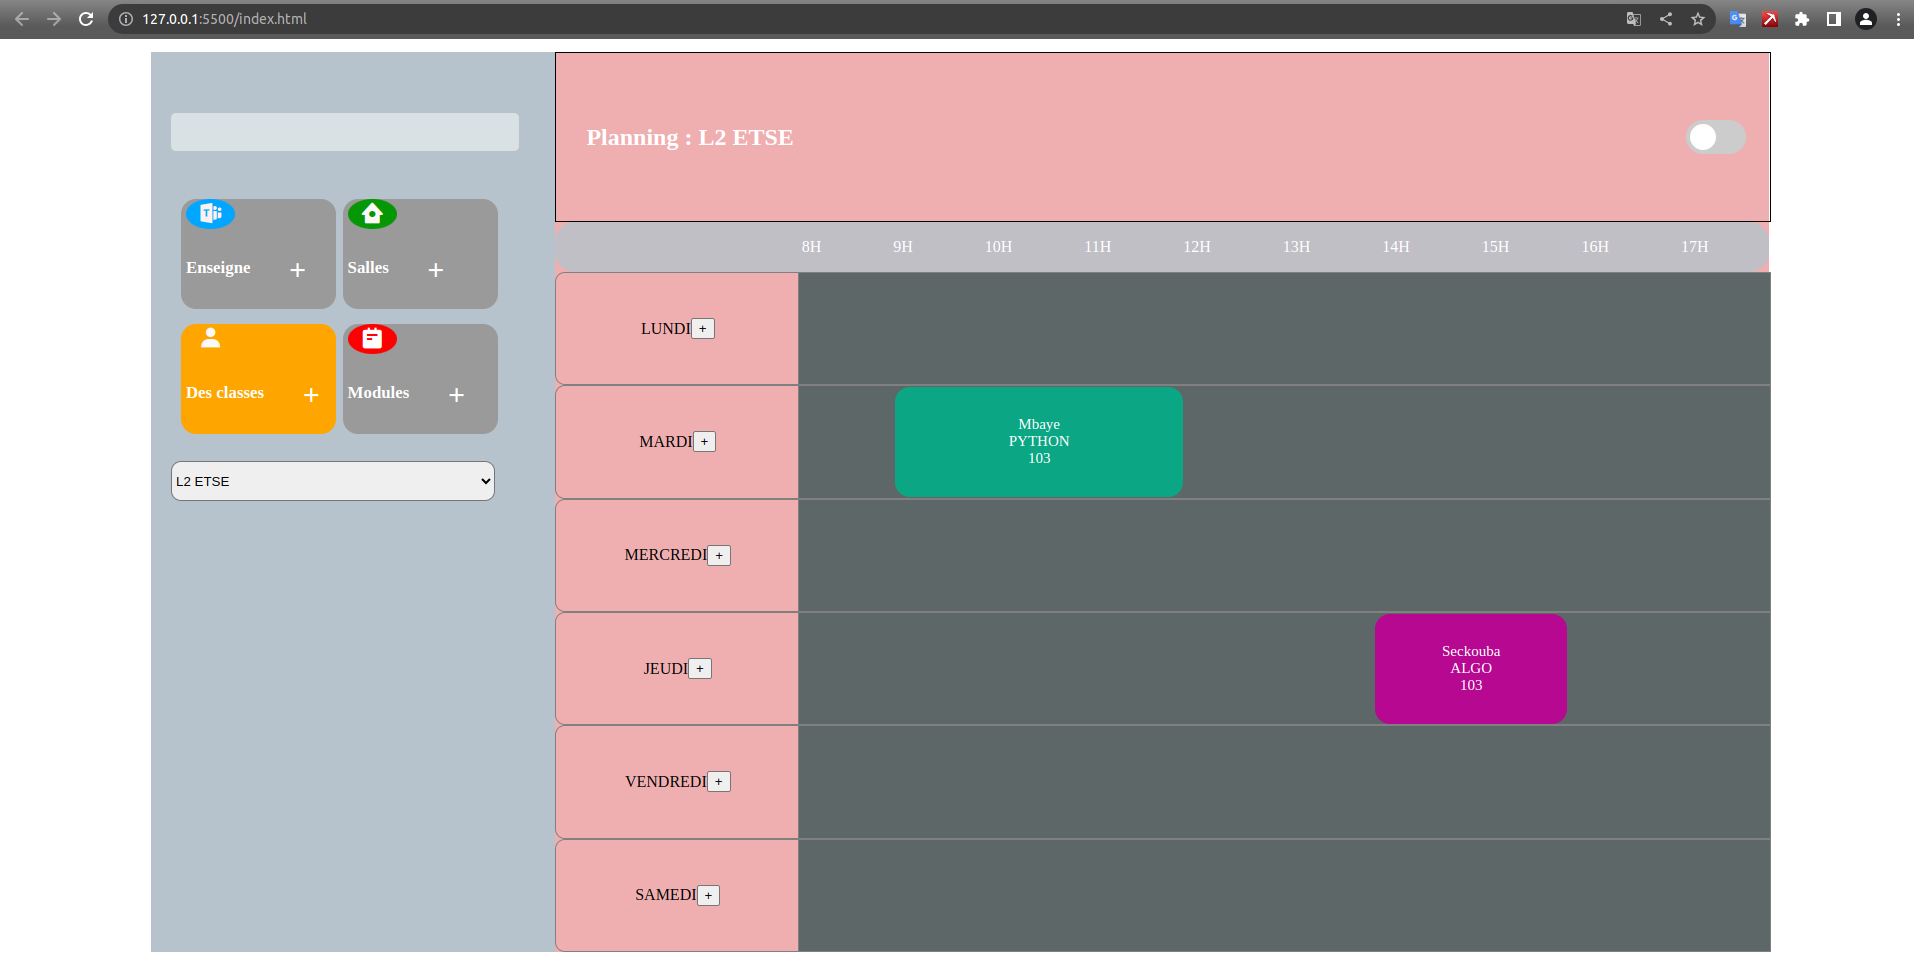 127.0.0.1:5500/index.html
Planning : L2 ETSE
Enseigne +
Salles +
Des classes +
Modules +
L2 ETSE
8H 9H 10H 11H 12H 13H 14H 15H 16H 17H
LUNDI +
MARDI +
Mbaye
PYTHON
103
MERCREDI +
JEUDI +
Seckouba
ALGO
103
VENDREDI +
SAMEDI +